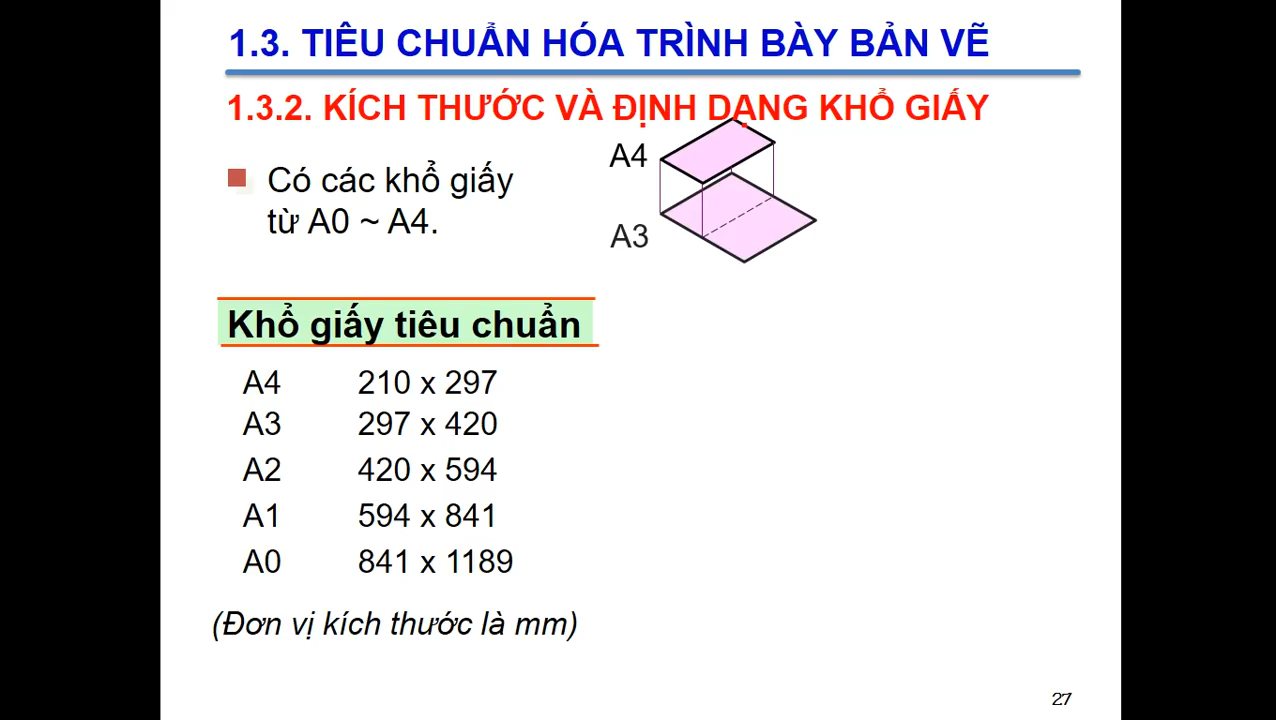 1.3. TIÊU CHUẨN HÓA TRÌNH BÀY BẢN VẼ
1.3.2. KÍCH THƯỚC VÀ ĐỊNH DẠNG KHỔ GIẤY
Có các khổ giấy
từ A0 ~ A4.
A4
A3
Khổ giấy tiêu chuẩn
A4 210 x 297
A3 297 x 420
A2 420 x 594
A1 594 x 841
A0 841 x 1189
(Đơn vị kích thước là mm)
27